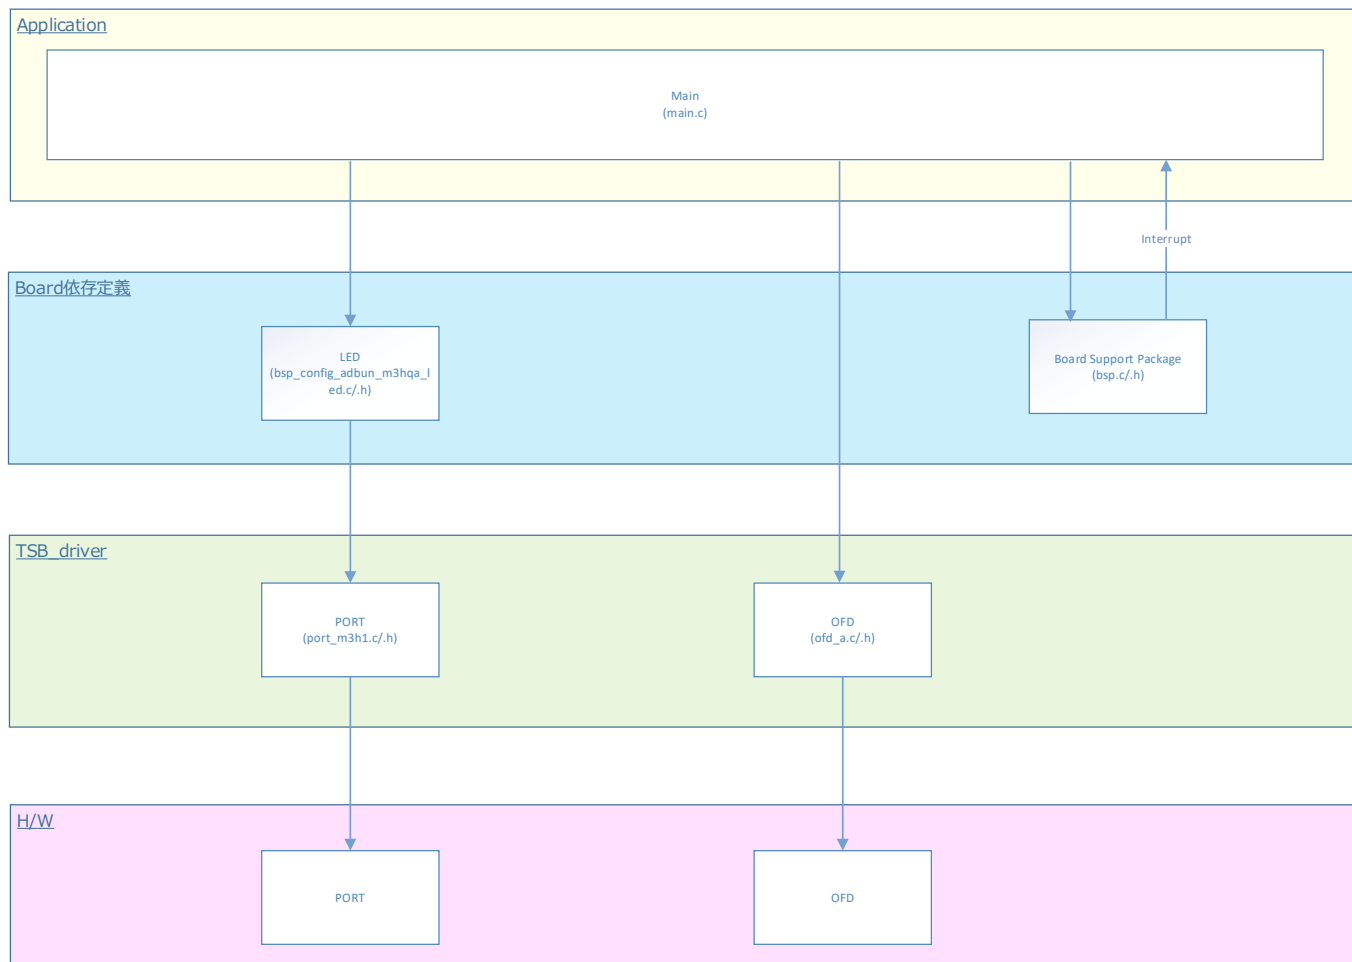 Application
Main
(main.c)
Interrupt
Board依存定義
LED
(bsp_config_adbun_m3hqa_l
ed.c/.h)
Board Support Package
(bsp.c/.h)
TSB_driver
PORT
(port_m3h1.c/.h)
OFD
(ofd_a.c/.h)
H/W
PORT
OFD